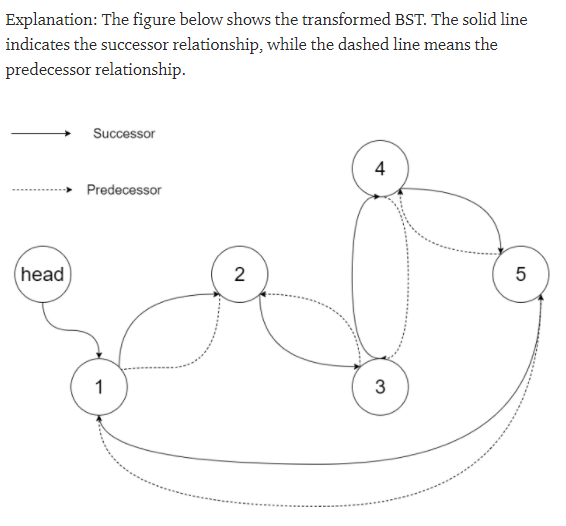 Explanation: The figure below shows the transformed BST. The solid line
indicates the successor relationship, while the dashed line means the
predecessor relationship.
Successor
Predecessor
4
head
2
5
1
3